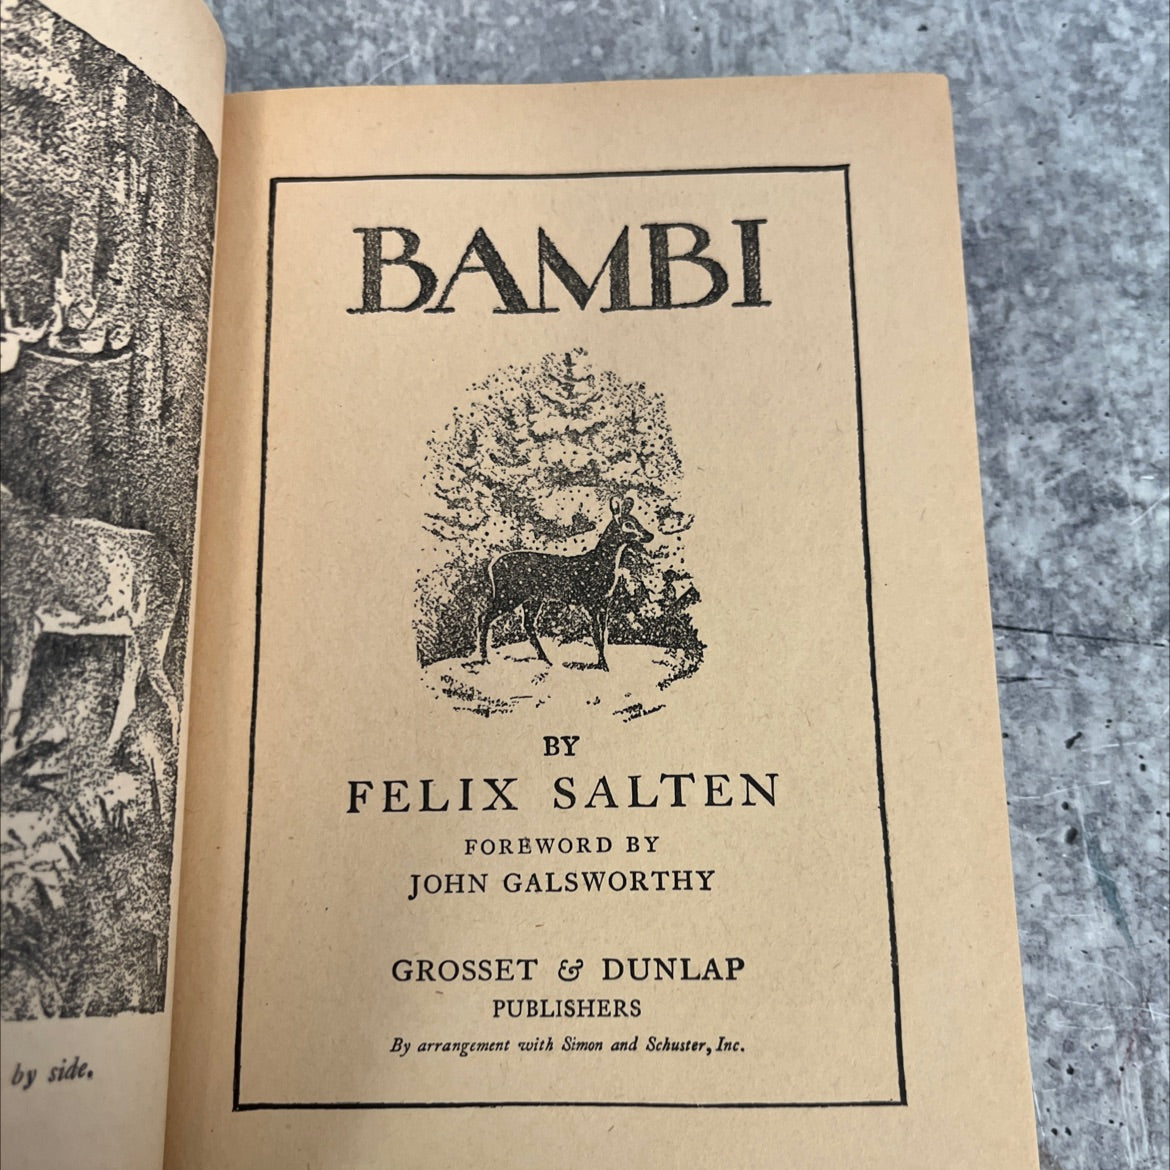 by side.
BAMBI
BY
FELIX SALTEN
FOREWORD BY
JOHN GALSWORTHY
GROSSET & DUNLAP
PUBLISHERS
By arrangement with Simon and Schuster, Inc.